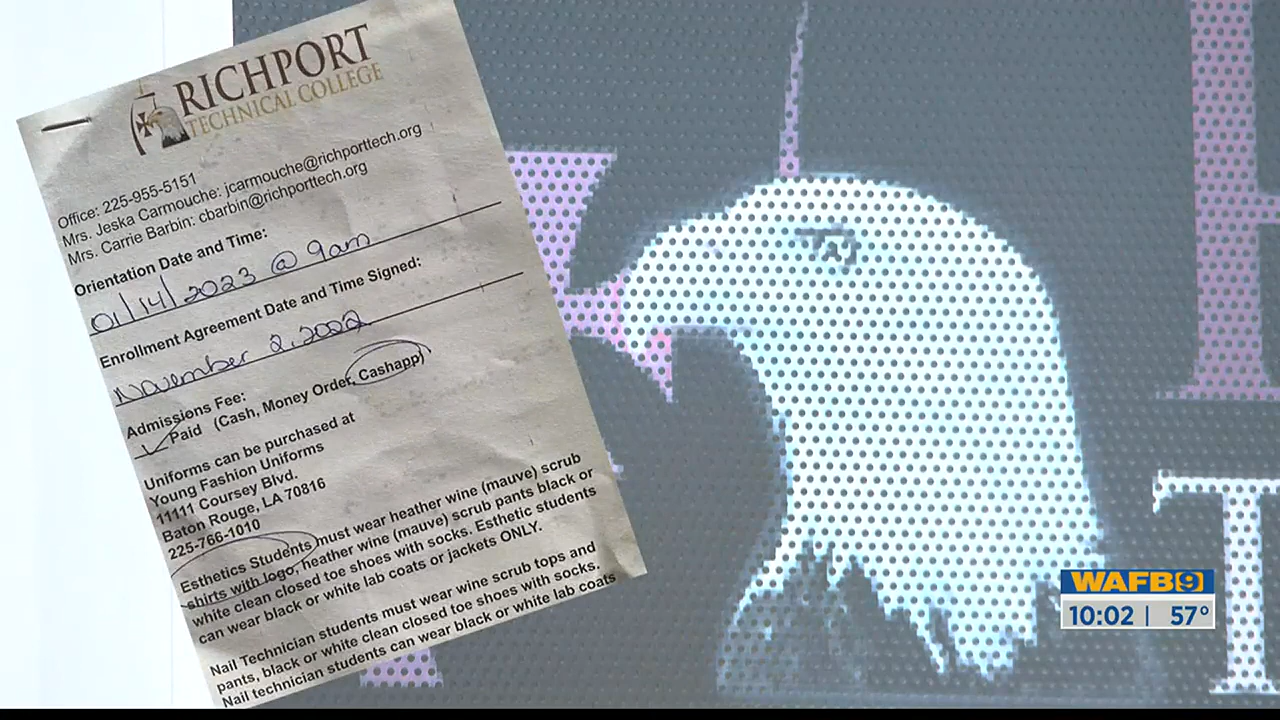 RICHPORT
TECHNICAL COLLEGE
Office: 225-955-5151
Mrs. Jeska Carmouche: jcarmouche@richporttech.org
Mrs. Carrie Barbin: cbarbin@richporttech.org
Orientation Date and Time:
01/14/2023 @ 9am
Enrollment Agreement Date and Time Signed:
November 2, 2022
Admissions Fee:
✓ Paid (Cash, Money Order, Cashapp)
Uniforms can be purchased at
Young Fashion Uniforms
11111 Coursey Blvd.
Baton Rouge, LA 70816
225-766-1010
Esthetics Students must wear heather wine (mauve) scrub
shirts with logo, heather wine (mauve) scrub pants black or
white clean closed toe shoes with socks. Esthetic students
can wear black or white lab coats or jackets ONLY.
Nail Technician students must wear wine scrub tops and
pants, black or white clean closed toe shoes with socks.
Nail technician students can wear black or white lab coats
WAFB 9
10:02 | 57°
T